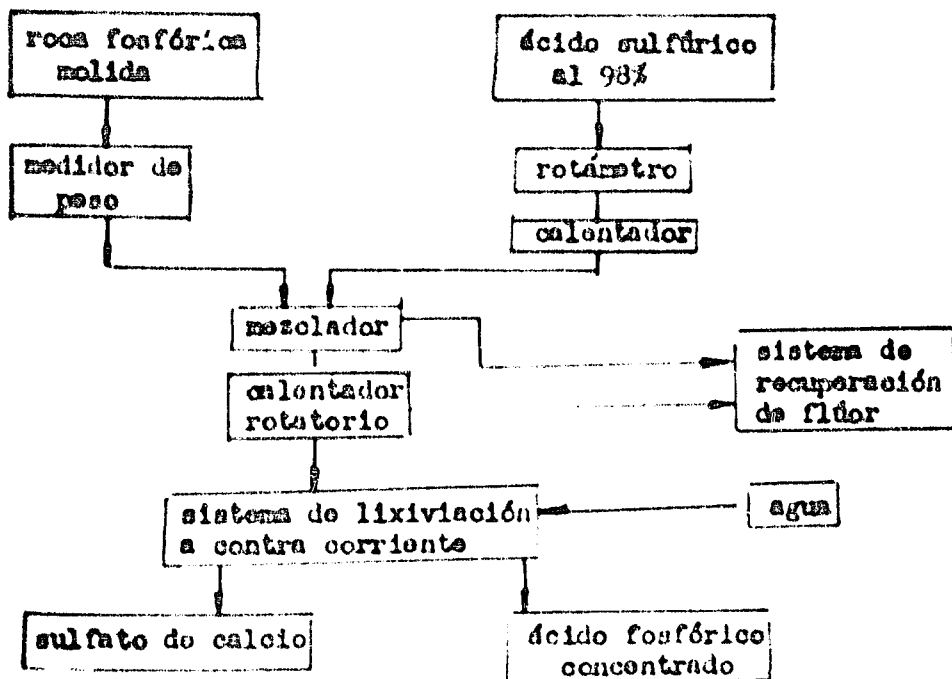 roca fosfórica
molida
ácido sulfúrico
al 98%
medidor de
peso
rotámetro
calentador
mezclador
calentador
rotatorio
sistema de
recuperación
de flúor
sistema de lixiviación
a contra corriente
agua
sulfato de calcio
ácido fosfórico
concentrado